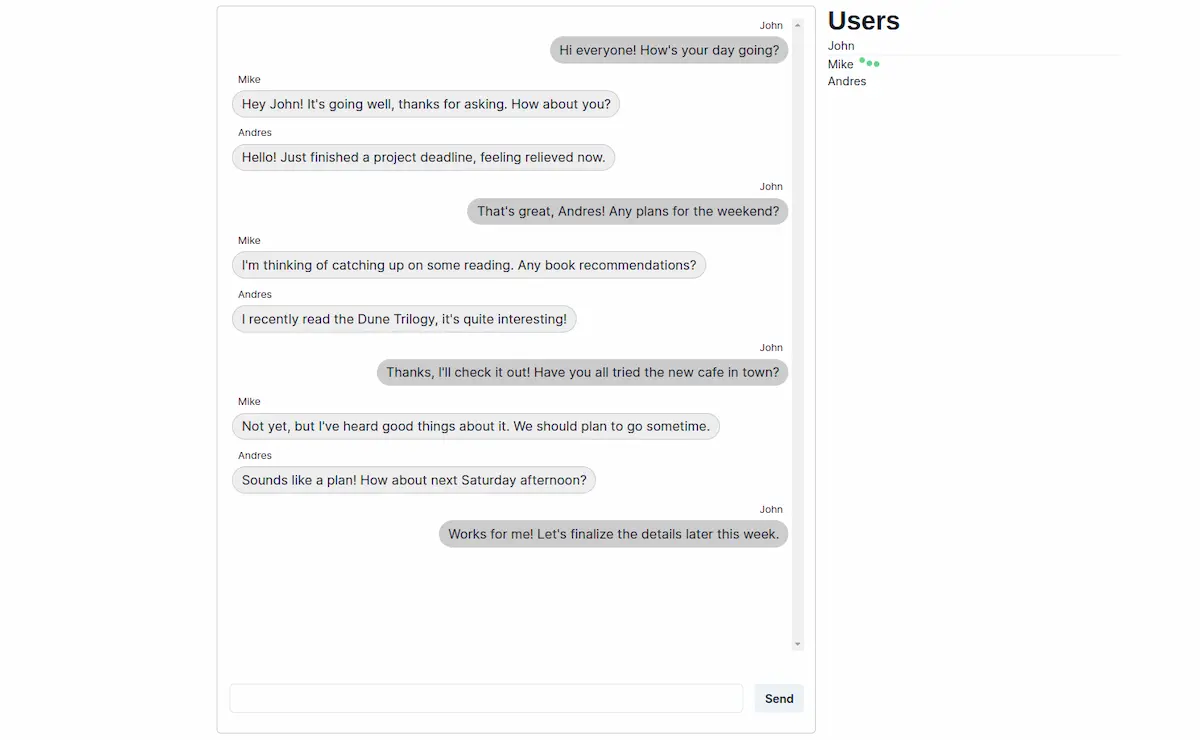 John
Hi everyone! How's your day going?
Mike
Hey John! It's going well, thanks for asking. How about you?
Andres
Hello! Just finished a project deadline, feeling relieved now.
John
That's great, Andres! Any plans for the weekend?
Mike
I'm thinking of catching up on some reading. Any book recommendations?
Andres
I recently read the Dune Trilogy, it's quite interesting!
John
Thanks, I'll check it out! Have you all tried the new cafe in town?
Mike
Not yet, but I've heard good things about it. We should plan to go sometime.
Andres
Sounds like a plan! How about next Saturday afternoon?
John
Works for me! Let's finalize the details later this week.
Send
Users
John
Mike
Andres